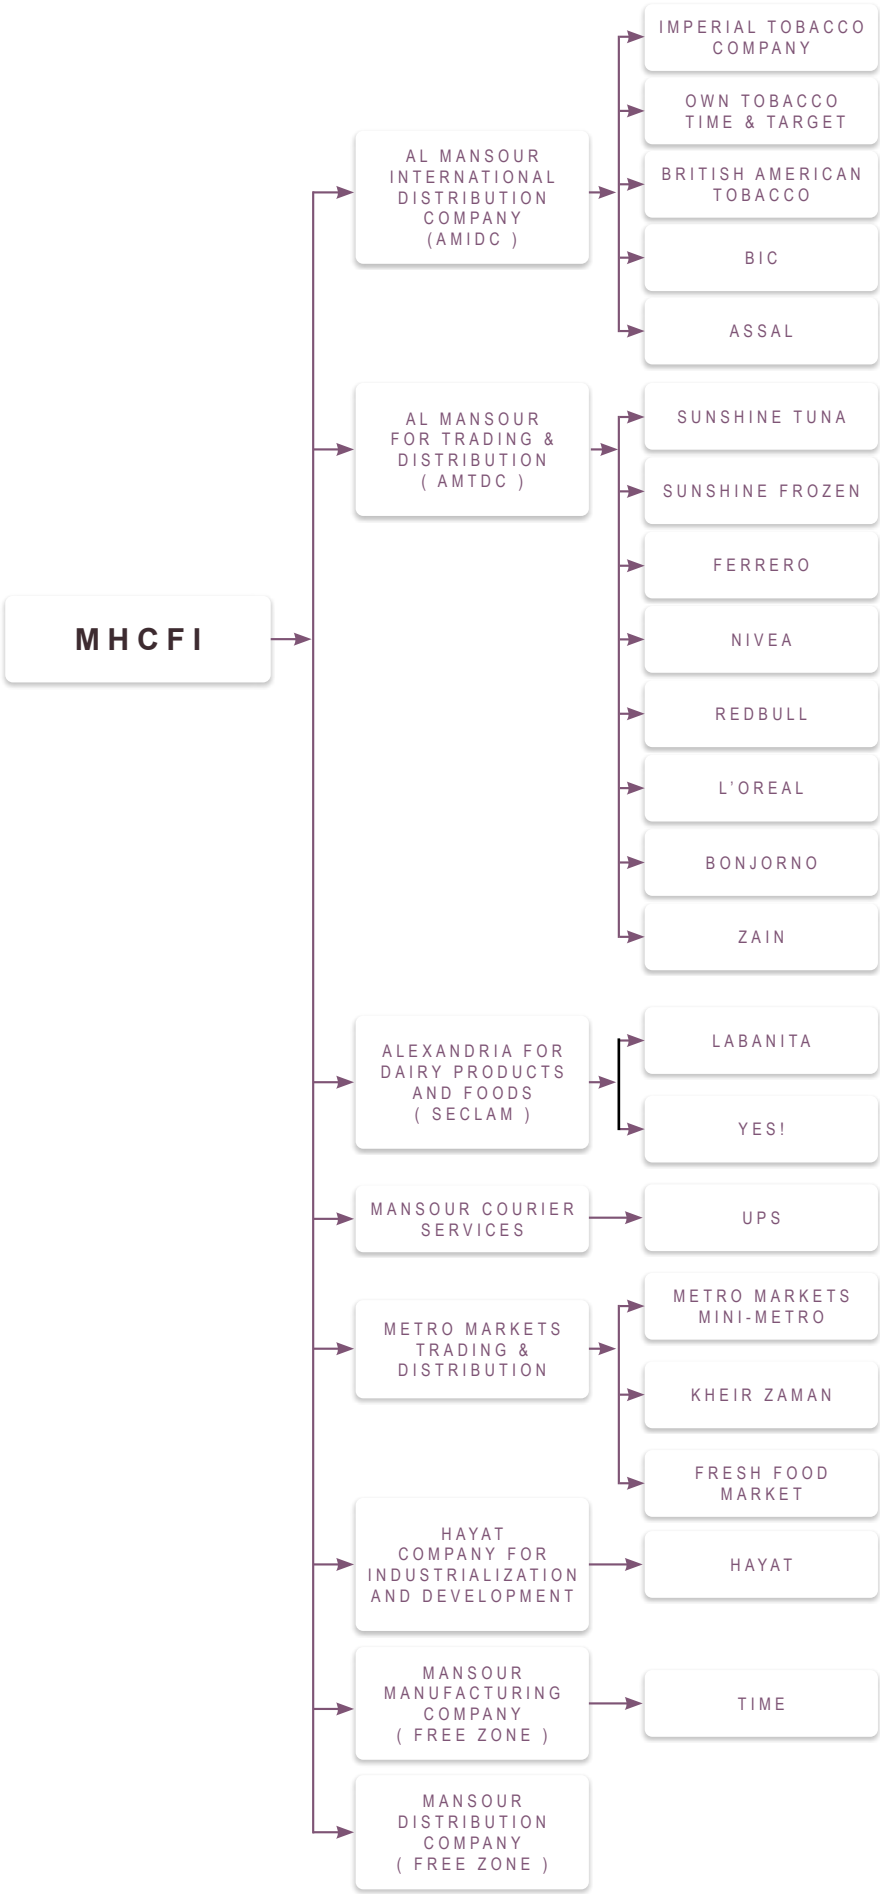 MHCFI
AL MANSOUR
INTERNATIONAL
DISTRIBUTION
COMPANY
(AMIDC )
IMPERIAL TOBACCO
COMPANY
OWN TOBACCO
TIME & TARGET
BRITISH AMERICAN
TOBACCO
BIC
ASSAL
AL MANSOUR
FOR TRADING &
DISTRIBUTION
( AMTDC )
SUNSHINE TUNA
SUNSHINE FROZEN
FERRERO
NIVEA
REDBULL
L’OREAL
BONJORNO
ZAIN
ALEXANDRIA FOR
DAIRY PRODUCTS
AND FOODS
( SECLAM )
LABANITA
YES!
MANSOUR COURIER
SERVICES
UPS
METRO MARKETS
TRADING &
DISTRIBUTION
METRO MARKETS
MINI-METRO
KHEIR ZAMAN
FRESH FOOD
MARKET
HAYAT
COMPANY FOR
INDUSTRIALIZATION
AND DEVELOPMENT
HAYAT
MANSOUR
MANUFACTURING
COMPANY
( FREE ZONE )
TIME
MANSOUR
DISTRIBUTION
COMPANY
( FREE ZONE )